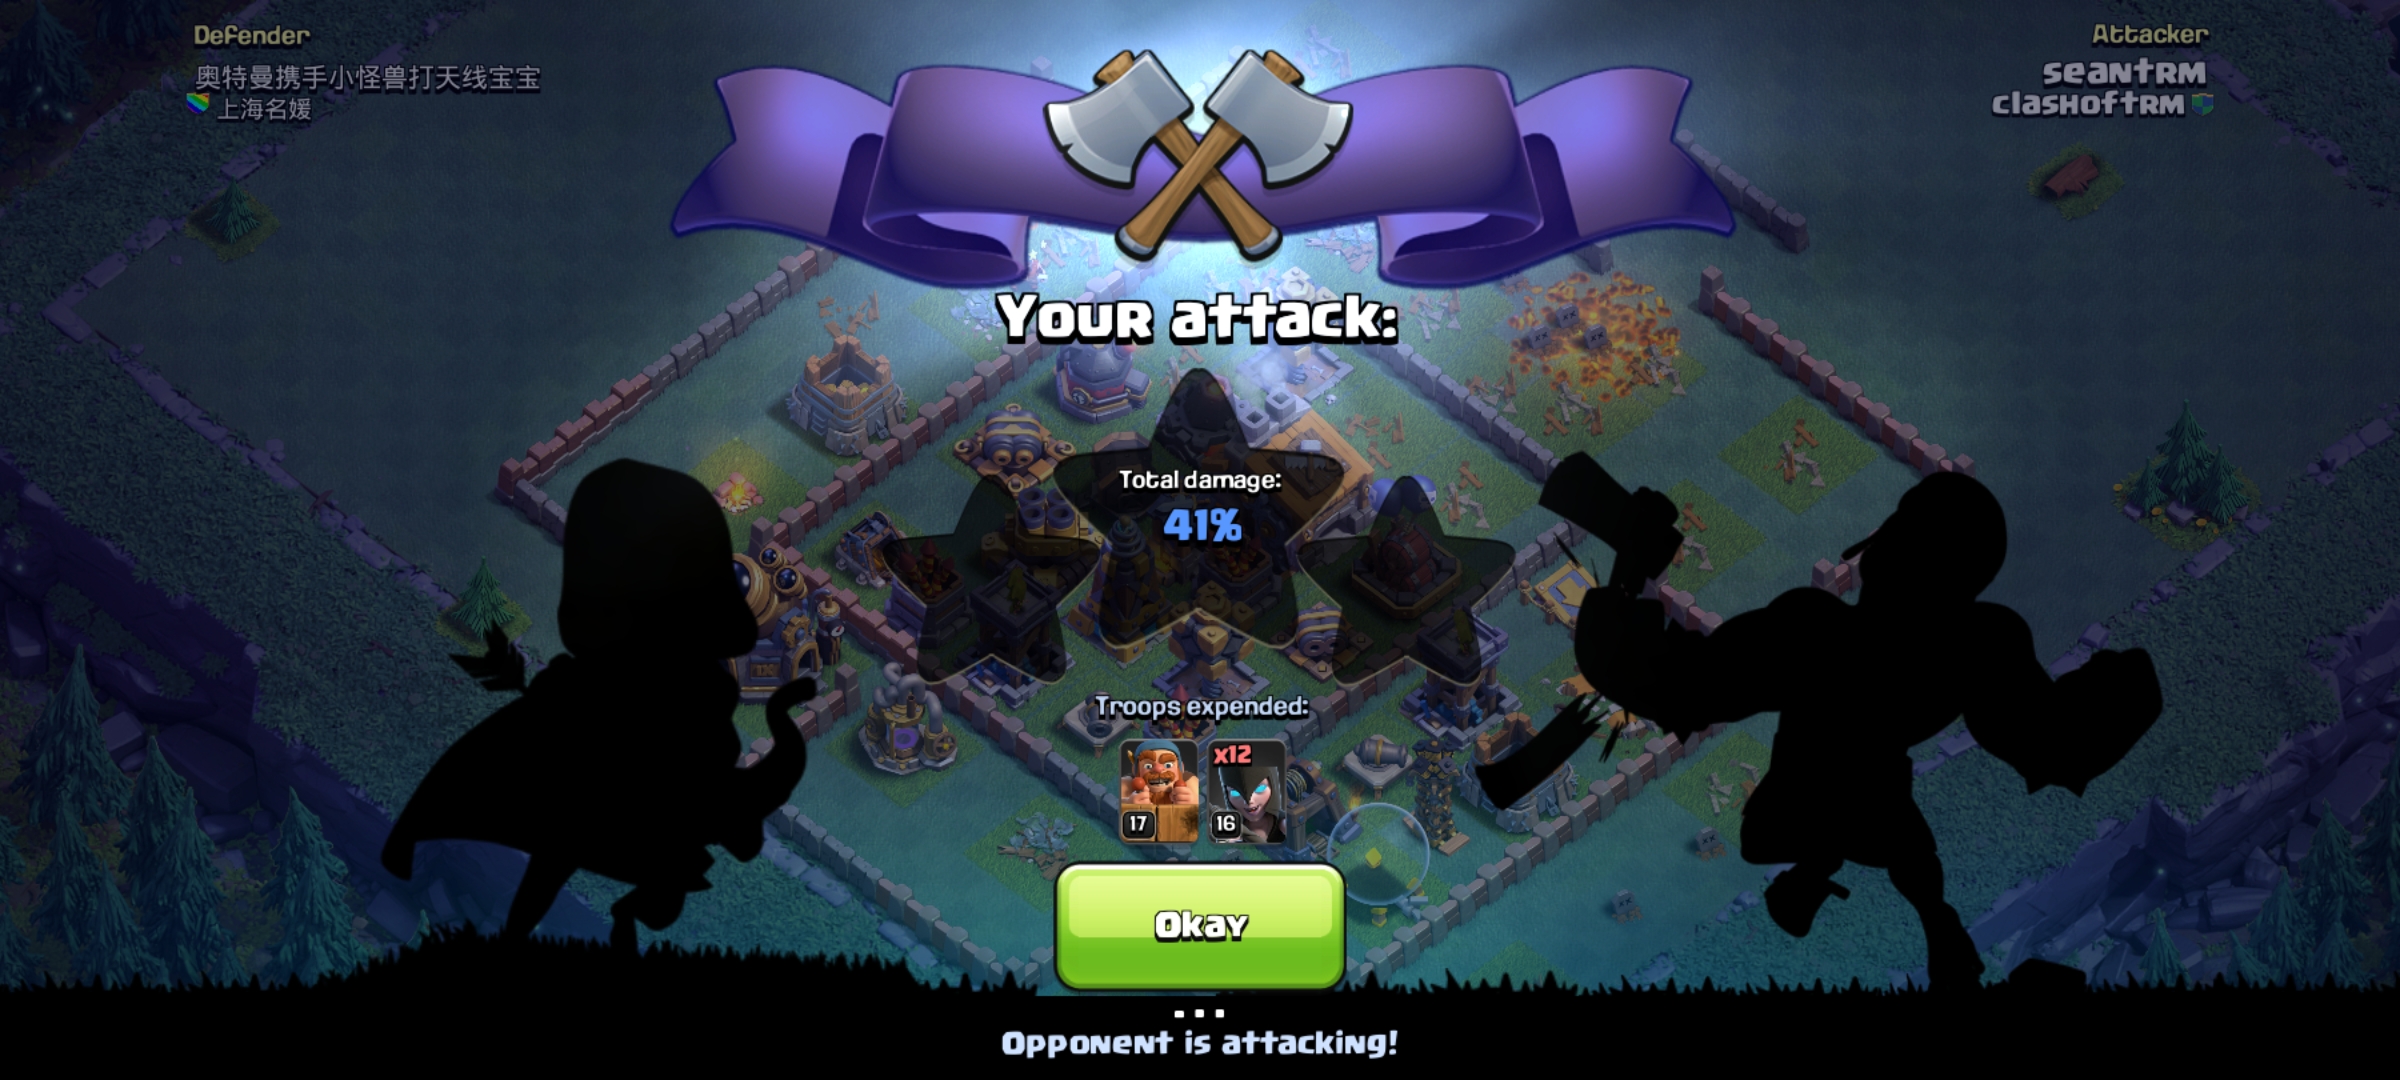 Defender
奥特曼携手小怪兽打天线宝宝
上海名媛
Attacker
seantRM
clashoftRM
Your attack:
Total damage:
41%
Troops expended:
x12
17
16
Okay
...
Opponent is attacking!